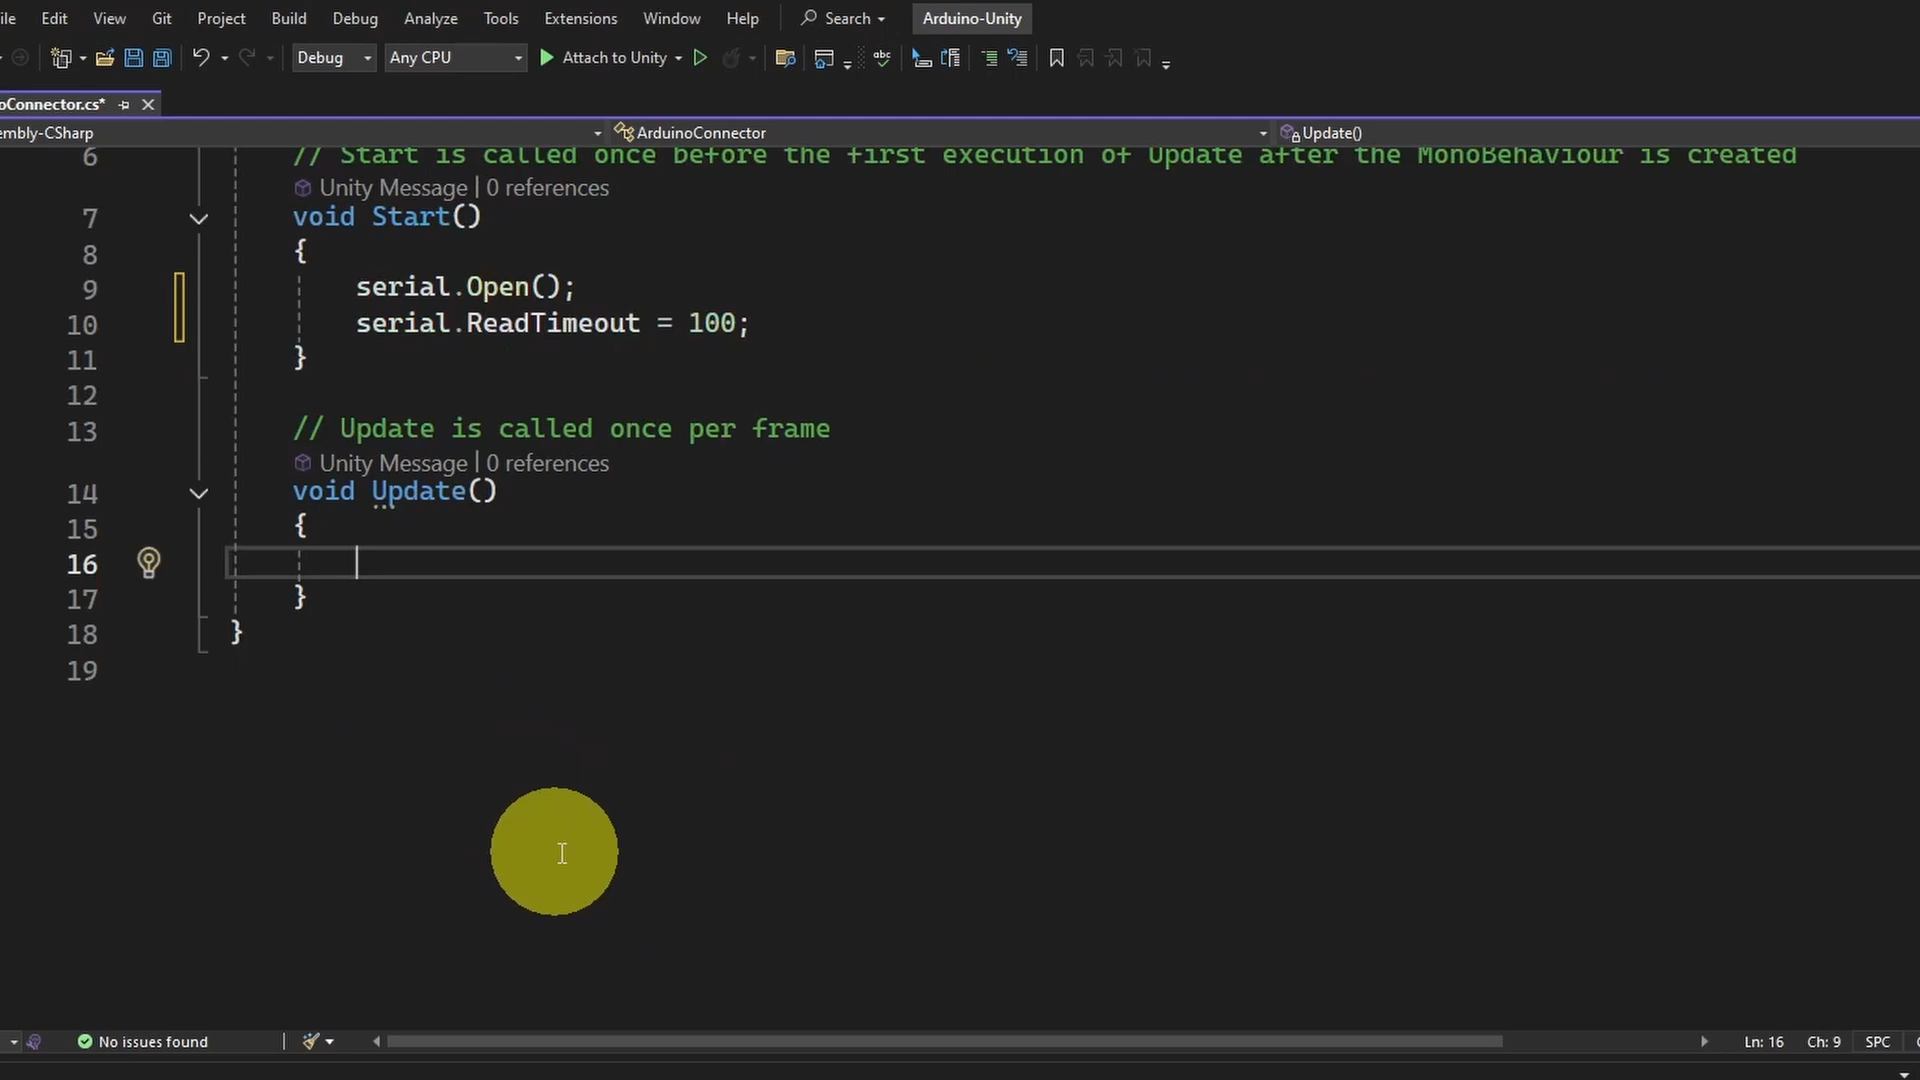 ile Edit View Git Project Build Debug Analyze Tools Extensions Window Help Search Arduino-Unity
Debug Any CPU Attach to Unity abc
oConnector.cs*
embly-CSharp ArduinoConnector Update()
6 // Start is called once before the first execution of Update after the MonoBehaviour is created
Unity Message | 0 references
7 void Start()
8 {
9 serial.Open();
10 serial.ReadTimeout = 100;
11 }
12
13 // Update is called once per frame
Unity Message | 0 references
14 void Update()
15 {
16
17 }
18 }
19
No issues found Ln: 16 Ch: 9 SPC